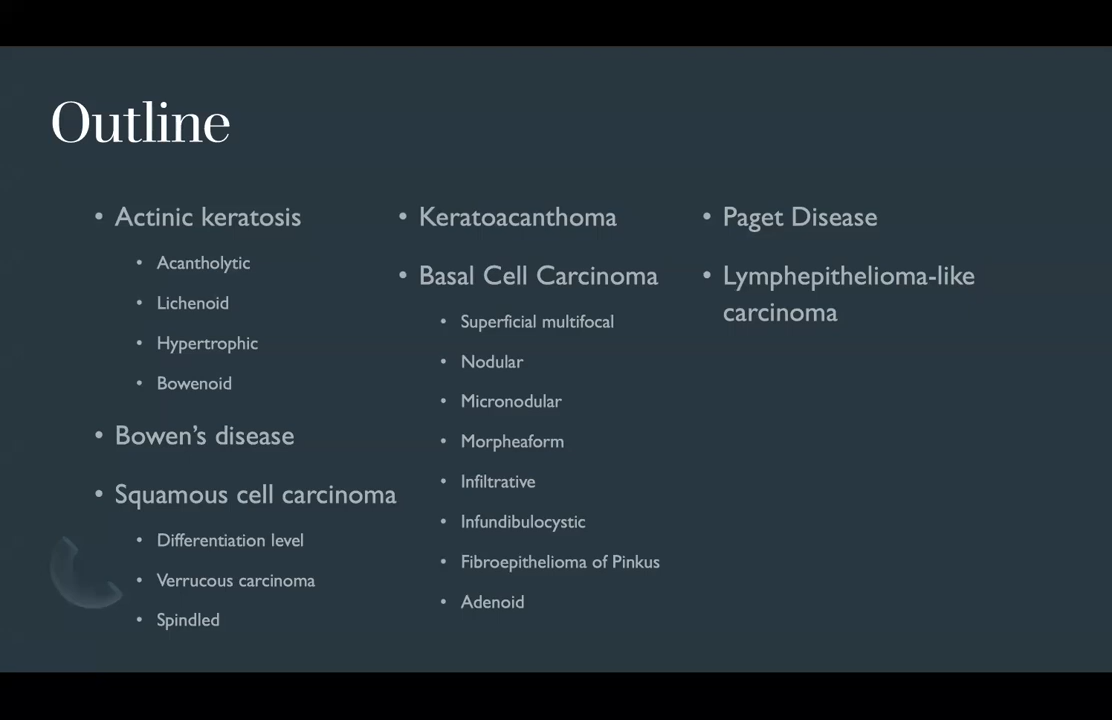 Outline
• Actinic keratosis
• Acantholytic
• Lichenoid
• Hypertrophic
• Bowenoid
• Bowen’s disease
• Squamous cell carcinoma
• Differentiation level
• Verrucous carcinoma
• Spindled
• Keratoacanthoma
• Basal Cell Carcinoma
• Superficial multifocal
• Nodular
• Micronodular
• Morpheaform
• Infiltrative
• Infundibulocystic
• Fibroepithelioma of Pinkus
• Adenoid
• Paget Disease
• Lymphepithelioma-like
carcinoma